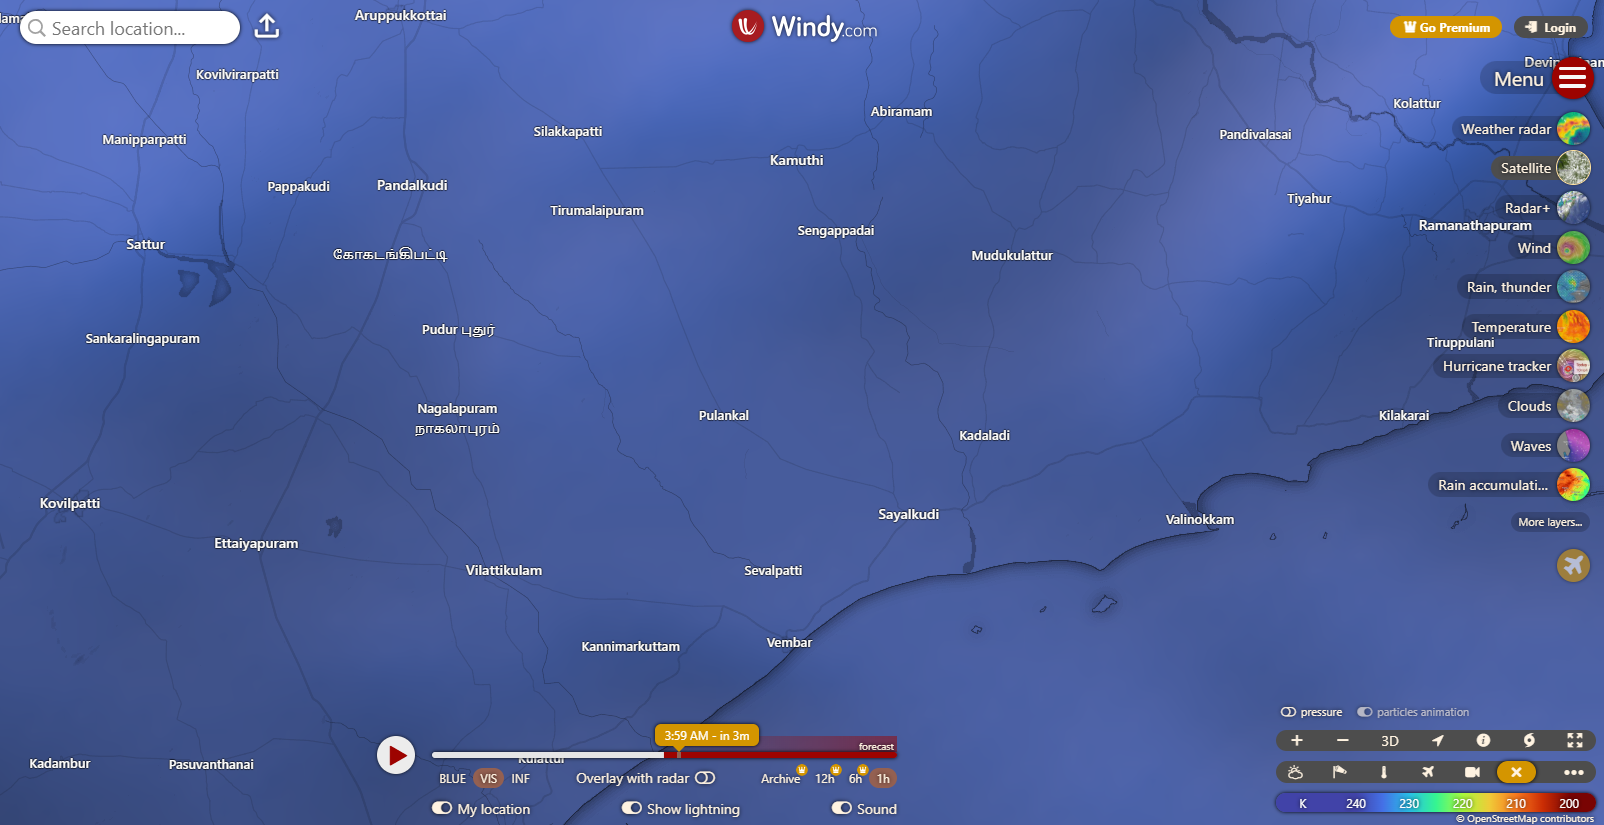 Search location...
Windy.com
Go Premium
Login
Menu
Weather radar
Satellite
Radar+
Wind
Rain, thunder
Temperature
Hurricane tracker
Clouds
Waves
Rain accumulati...
More layers...
Aruppukkottai
Kovilvirarpatti
Manipparpatti
Silakkapatti
Abiramam
Kolattur
Pandivalasai
Kamuthi
Pappakudi
Pandalkudi
Tiyahur
Tirumalaipuram
Sengappadai
Ramanathapuram
Sattur
கோகடங்கிபட்டி
Mudukulattur
Pudur புதுர்
Sankaralingapuram
Tiruppulani
Nagalapuram
நாகலாபுரம்
Pulankal
Kilakarai
Kadaladi
Kovilpatti
Sayalkudi
Valinokkam
Ettaiyapuram
Vilattikulam
Sevalpatti
Kannimarkuttam
Vembar
Kadambur
Pasuvanthanai
Kulattur
3:59 AM - in 3m
forecast
BLUE VIS INF
Overlay with radar
Archive 12h 6h 1h
My location
Show lightning
Sound
pressure
particles animation
3D
K 240 230 220 210 200
© OpenStreetMap contributors